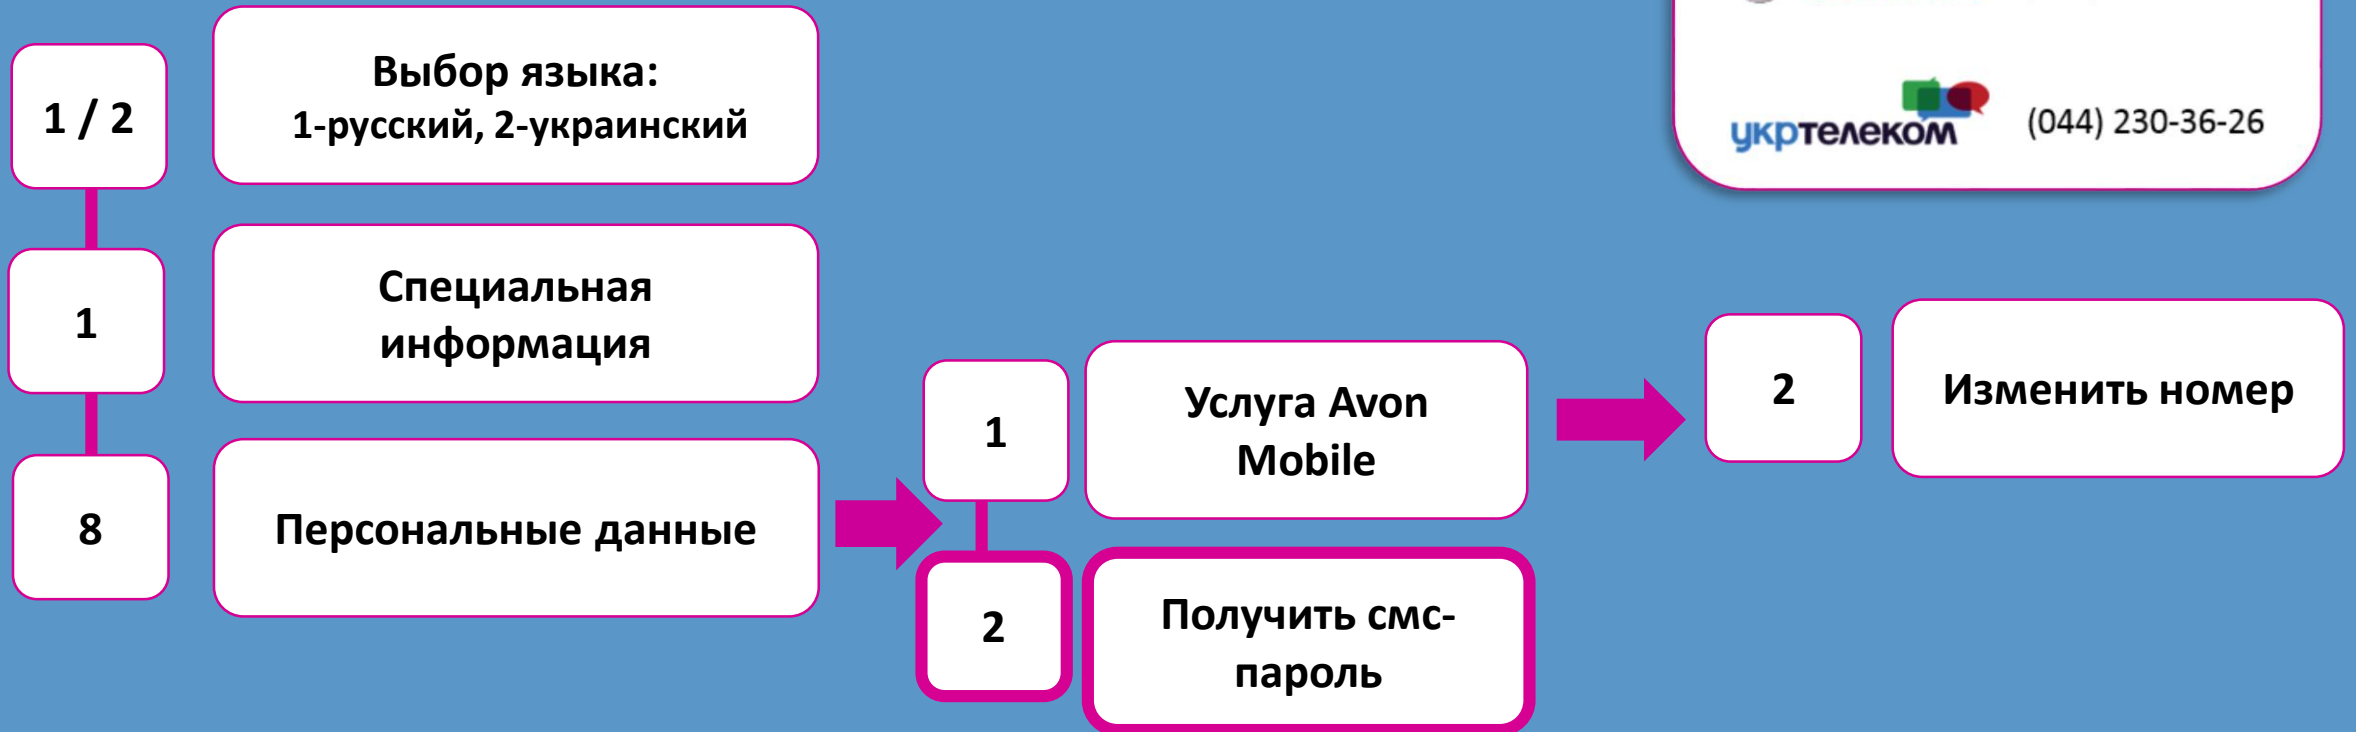 1 / 2
Выбор языка:
1-русский, 2-украинский
1
Специальная
информация
8
Персональные данные
1
Услуга Avon
Mobile
2
Получить смс-
пароль
2
Изменить номер
укртелеком (044) 230-36-26